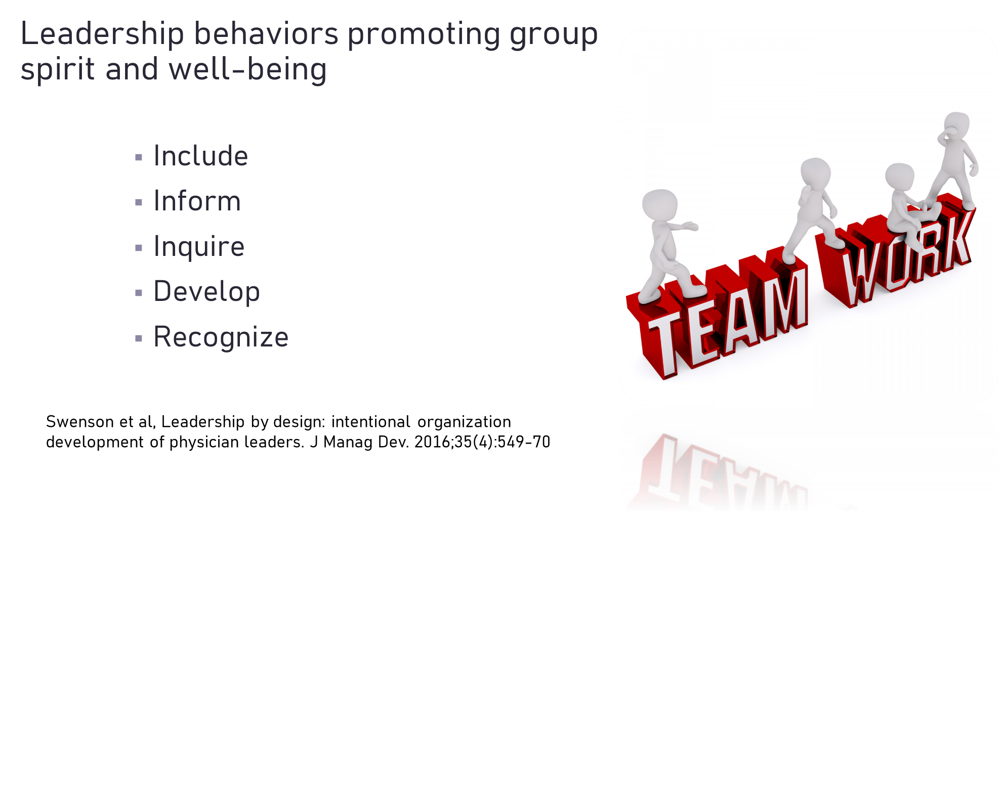 Leadership behaviors promoting group
spirit and well-being
▪ Include
▪ Inform
▪ Inquire
▪ Develop
▪ Recognize
Swenson et al, Leadership by design: intentional organization
development of physician leaders. J Manag Dev. 2016;35(4):549-70
TEAM WORK